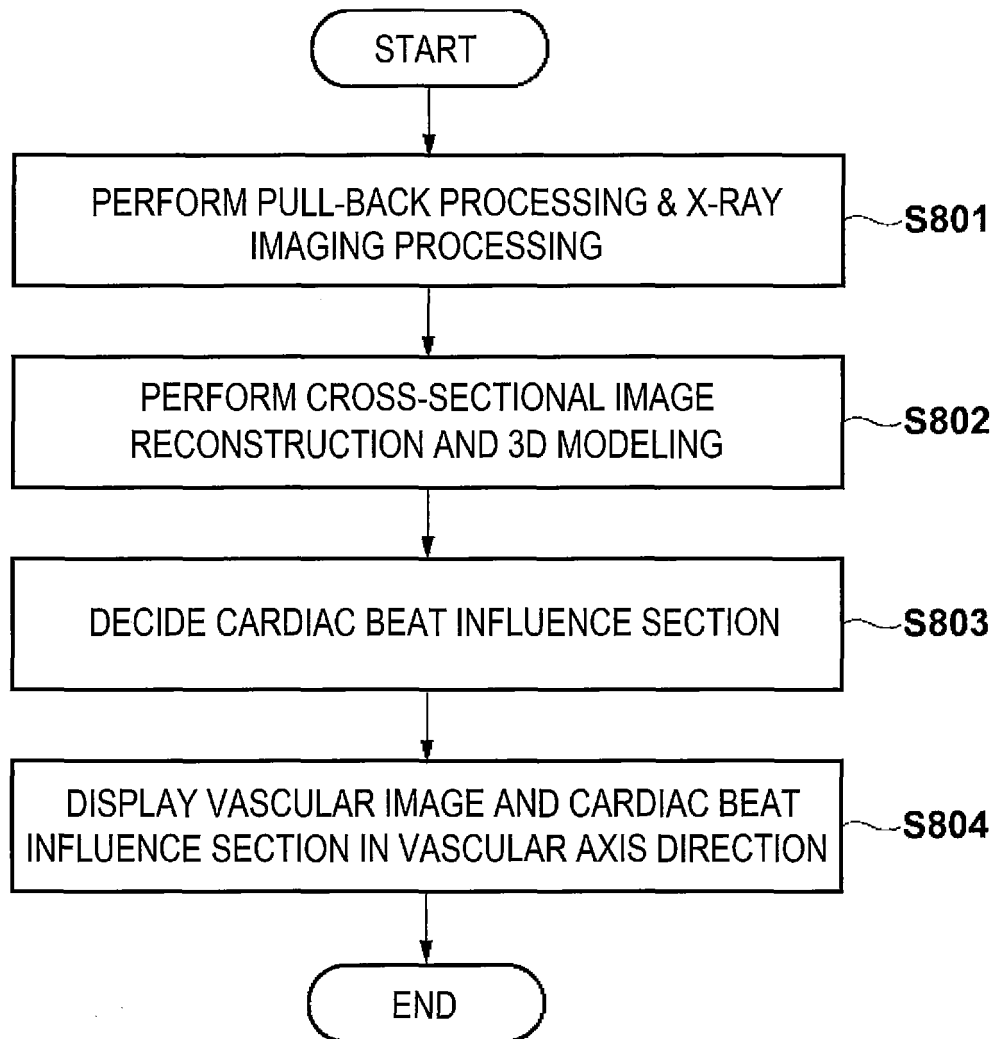 START
PERFORM PULL-BACK PROCESSING & X-RAY
IMAGING PROCESSING
S801
PERFORM CROSS-SECTIONAL IMAGE
RECONSTRUCTION AND 3D MODELING
S802
DECIDE CARDIAC BEAT INFLUENCE SECTION
S803
DISPLAY VASCULAR IMAGE AND CARDIAC BEAT
INFLUENCE SECTION IN VASCULAR AXIS DIRECTION
S804
END